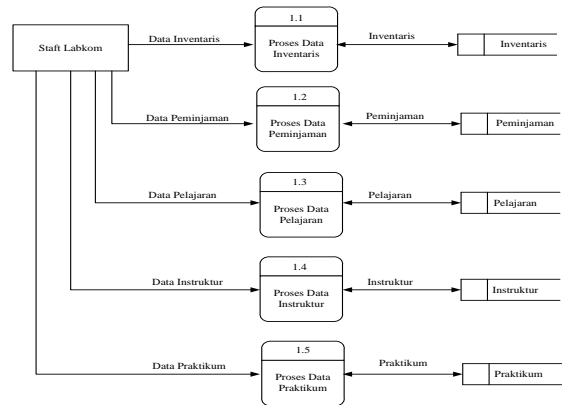 Staft Labkom
Data Inventaris
1.1
Proses Data
Inventaris
Inventaris
Inventaris
Data Peminjaman
1.2
Proses Data
Peminjaman
Peminjaman
Peminjaman
Data Pelajaran
1.3
Proses Data
Pelajaran
Pelajaran
Pelajaran
Data Instruktur
1.4
Proses Data
Instruktur
Instruktur
Instruktur
Data Praktikum
1.5
Proses Data
Praktikum
Praktikum
Praktikum